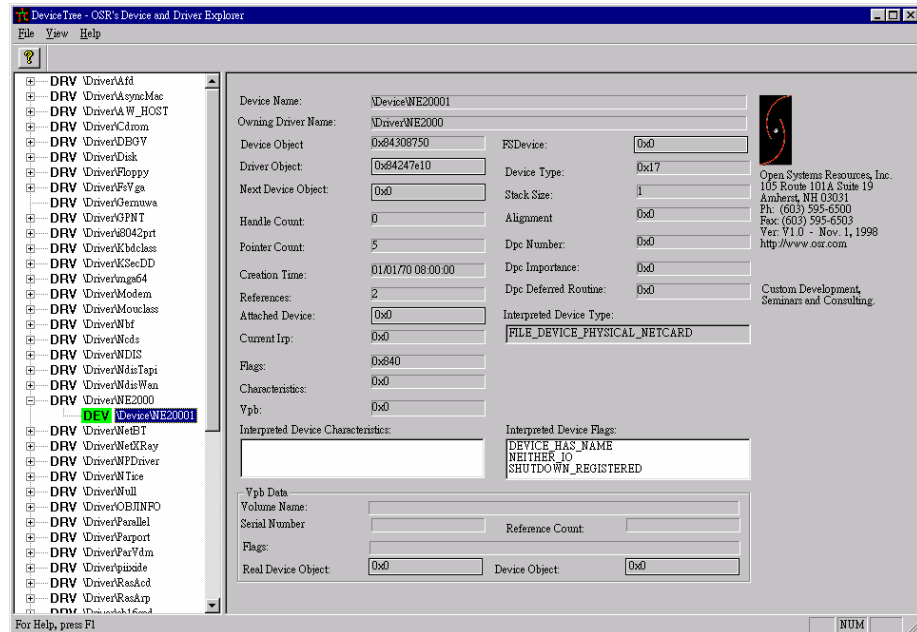 DeviceTree - OSR's Device and Driver Explorer
File View Help
DRV \Driver\Afd
DRV \Driver\AsyncMac
DRV \Driver\AW_HOST
DRV \Driver\Cdrom
DRV \Driver\DBGV
DRV \Driver\Disk
DRV \Driver\Floppy
DRV \Driver\FsVga
DRV \Driver\Gernuwa
DRV \Driver\GPNT
DRV \Driver\i8042prt
DRV \Driver\Kbdclass
DRV \Driver\KSecDD
DRV \Driver\mga64
DRV \Driver\Modem
DRV \Driver\Mouclass
DRV \Driver\Nbf
DRV \Driver\Ncds
DRV \Driver\NDIS
DRV \Driver\NdisTapi
DRV \Driver\NdisWan
DRV \Driver\NE2000
DEV \Device\NE20001
DRV \Driver\NetBT
DRV \Driver\NetXRay
DRV \Driver\NPDriver
DRV \Driver\NTice
DRV \Driver\Null
DRV \Driver\OBJINFO
DRV \Driver\Parallel
DRV \Driver\Parport
DRV \Driver\ParVdm
DRV \Driver\piixide
DRV \Driver\RasAcd
DRV \Driver\RasArp
Device Name: \Device\NE20001
Owning Driver Name: \Driver\NE2000
Device Object 0x84308750
Driver Object: 0x84247e10
Next Device Object: 0x0
Handle Count: 0
Pointer Count: 5
Creation Time: 01/01/70 08:00:00
References: 2
Attached Device: 0x0
Current Irp: 0x0
Flags: 0x840
Characteristics: 0x0
Vpb: 0x0
FSDevice: 0x0
Device Type: 0x17
Stack Size: 1
Alignment 0x0
Dpc Number: 0x0
Dpc Importance: 0x0
Dpc Deferred Routine: 0x0
Interpreted Device Type:
FILE_DEVICE_PHYSICAL_NETCARD
Interpreted Device Characteristics:
Interpreted Device Flags:
DEVICE_HAS_NAME
NEITHER_IO
SHUTDOWN_REGISTERED
Vpb Data
Volume Name:
Serial Number
Reference Count:
Flags:
Real Device Object: 0x0
Device Object: 0x0
Open Systems Resources, Inc.
105 Route 101A Suite 19
Amherst, NH 03031
Ph: (603) 595-6500
Fax: (603) 595-6503
Ver: V1.0 - Nov. 1, 1998
http://www.osr.com
Custom Development,
Seminars and Consulting.
For Help, press F1
NUM